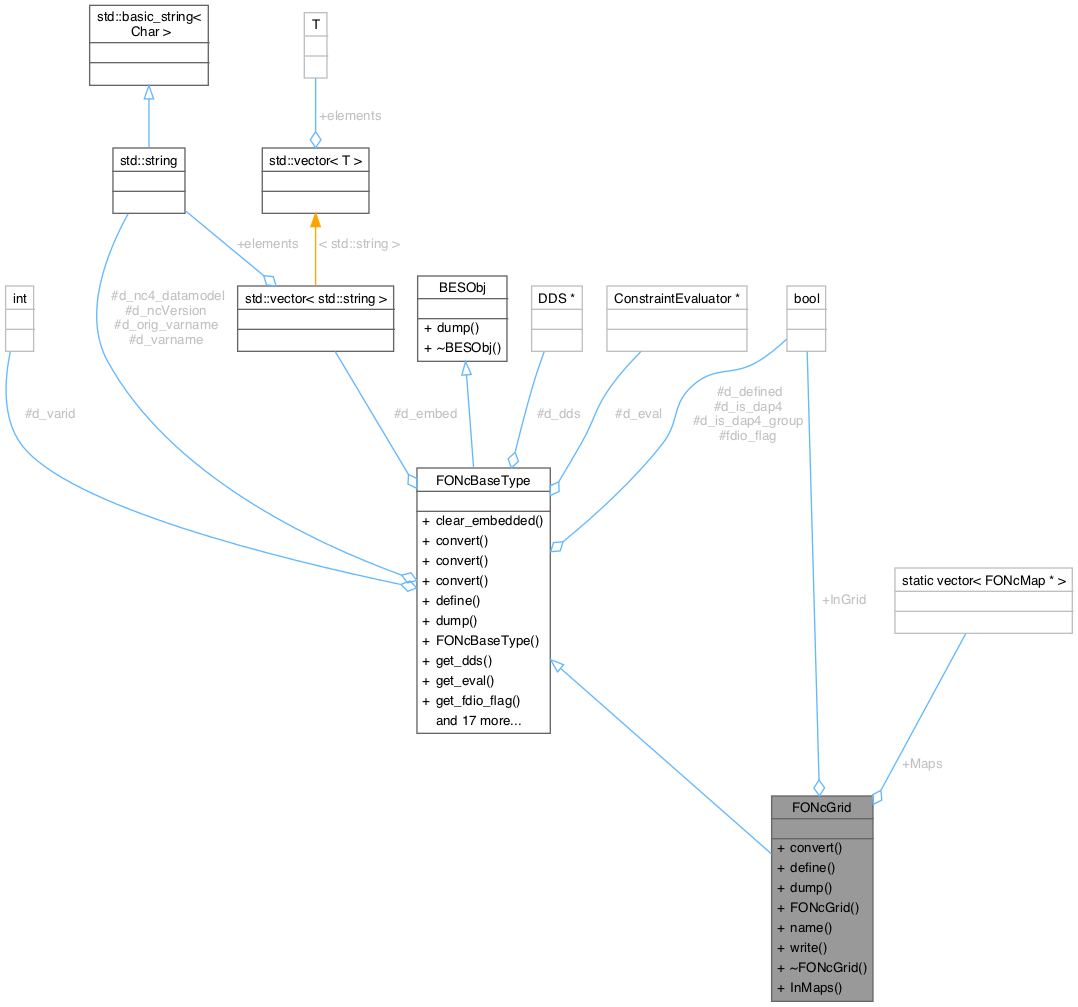 std::basic_string<
Char >
T
+elements
std::string
std::vector< T >
+elements
< std::string >
int
#d_nc4_datamodel
#d_ncVersion
#d_orig_varname
#d_varname
std::vector< std::string >
BESObj
+ dump()
+ ~BESObj()
DDS *
ConstraintEvaluator *
bool
#d_varid
#d_embed
#d_dds
#d_eval
#d_defined
#d_is_dap4
#d_is_dap4_group
#fdio_flag
FONcBaseType
+ clear_embedded()
+ convert()
+ convert()
+ convert()
+ define()
+ dump()
+ FONcBaseType()
+ get_dds()
+ get_eval()
+ get_fdio_flag()
and 17 more...
+InGrid
static vector< FONcMap * >
+Maps
FONcGrid
+ convert()
+ define()
+ dump()
+ FONcGrid()
+ name()
+ write()
+ ~FONcGrid()
+ InMaps()